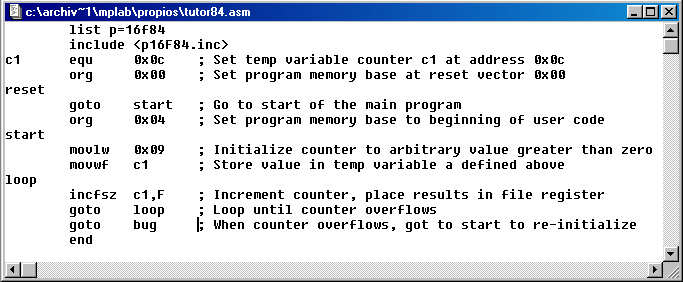 c:\archiv~1\mplab\propios\tutor84.asm
list p=16f84
include <p16F84.inc>
c1 equ 0x0c ; Set temp variable counter c1 at address 0x0c
org 0x00 ; Set program memory base at reset vector 0x00
reset
goto start ; Go to start of the main program
org 0x04 ; Set program memory base to beginning of user code
start
movlw 0x09 ; Initialize counter to arbitrary value greater than zero
movwf c1 ; Store value in temp variable a defined above
loop
incfsz c1,F ; Increment counter, place results in file register
goto loop ; Loop until counter overflows
goto bug ; When counter overflows, got to start to re-initialize
end